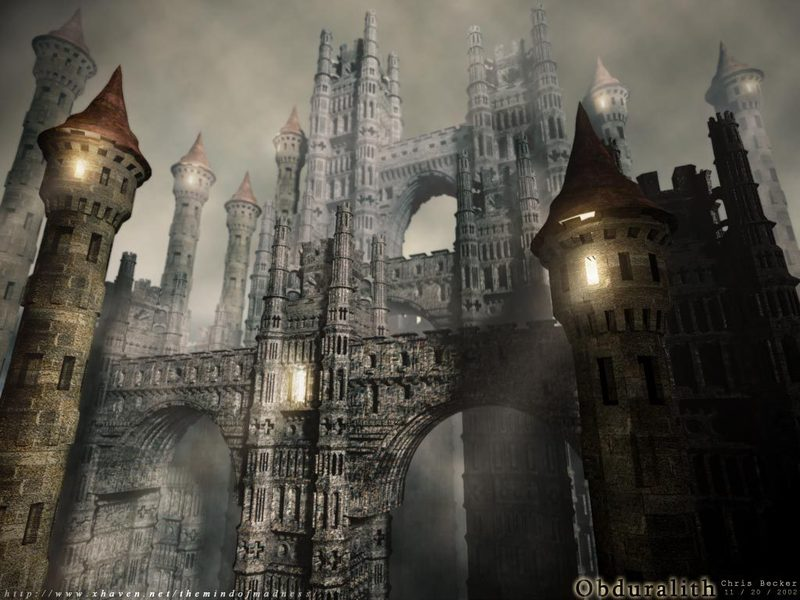 http://www.xhaven.net/themindofmadness/
Obduralith
Chris Becker
11 / 20 / 2002